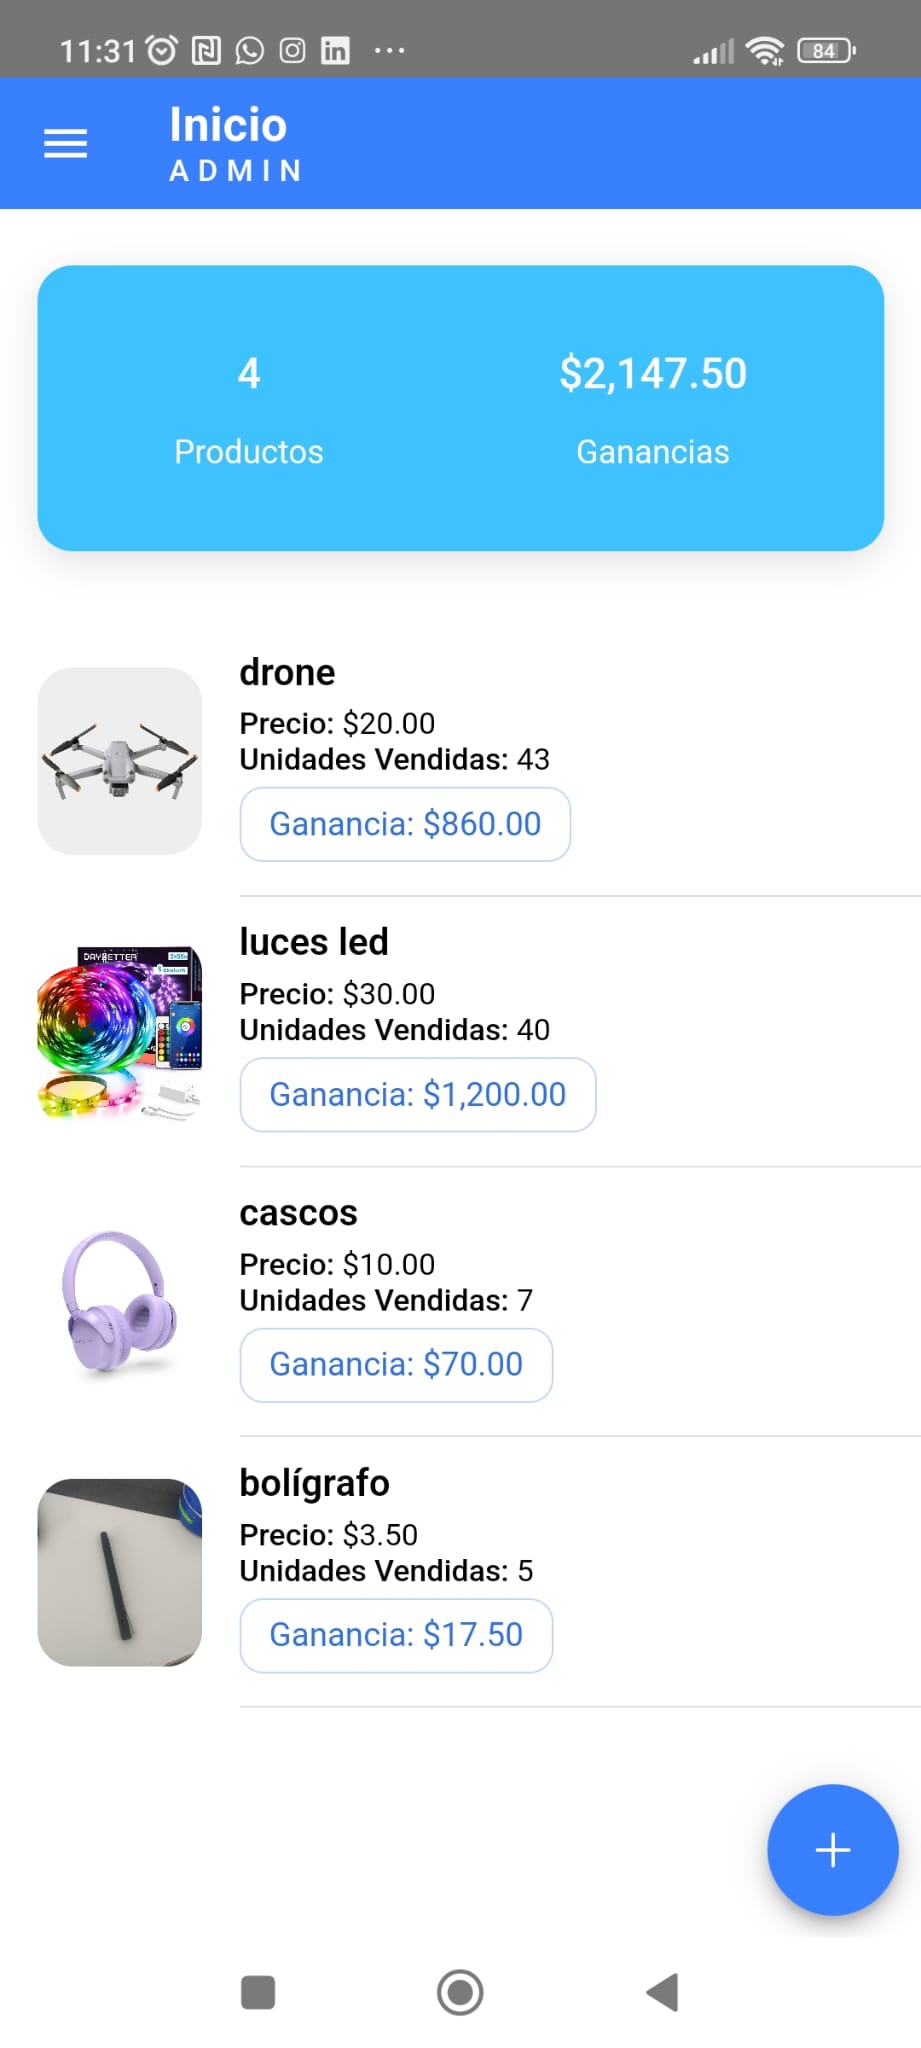 11:31
84
Inicio
ADMIN
4
$2,147.50
Productos
Ganancias
drone
Precio: $20.00
Unidades Vendidas: 43
Ganancia: $860.00
DAYBETTER
luces led
Precio: $30.00
Unidades Vendidas: 40
Ganancia: $1,200.00
cascos
Precio: $10.00
Unidades Vendidas: 7
Ganancia: $70.00
bolígrafo
Precio: $3.50
Unidades Vendidas: 5
Ganancia: $17.50